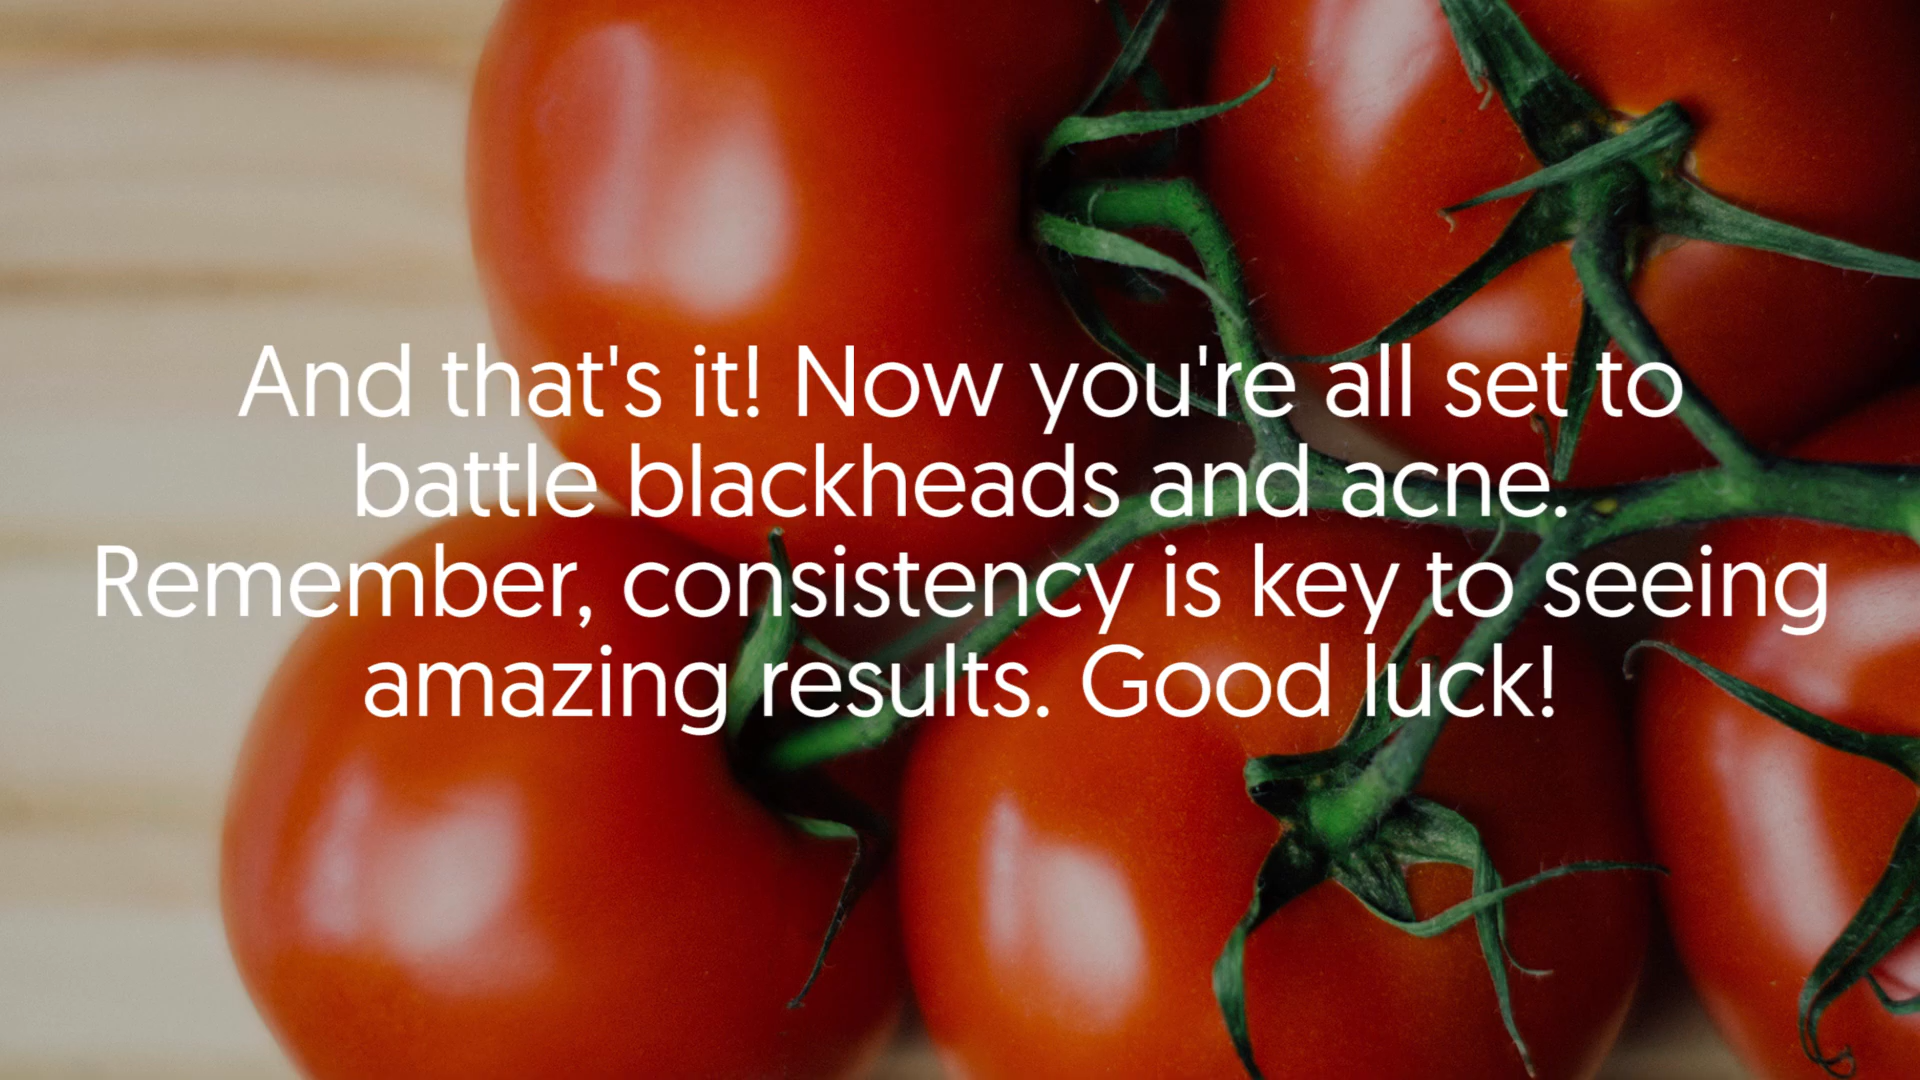 And that's it! Now you're all set to
battle blackheads and acne.
Remember, consistency is key to seeing
amazing results. Good luck!